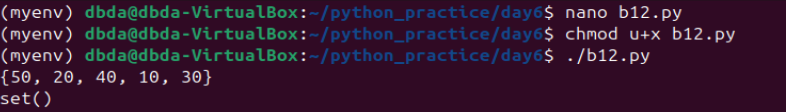 (myenv) dbda@dbda-VirtualBox:~/python_practice/day6$ nano b12.py
(myenv) dbda@dbda-VirtualBox:~/python_practice/day6$ chmod u+x b12.py
(myenv) dbda@dbda-VirtualBox:~/python_practice/day6$ ./b12.py
{50, 20, 40, 10, 30}
set()